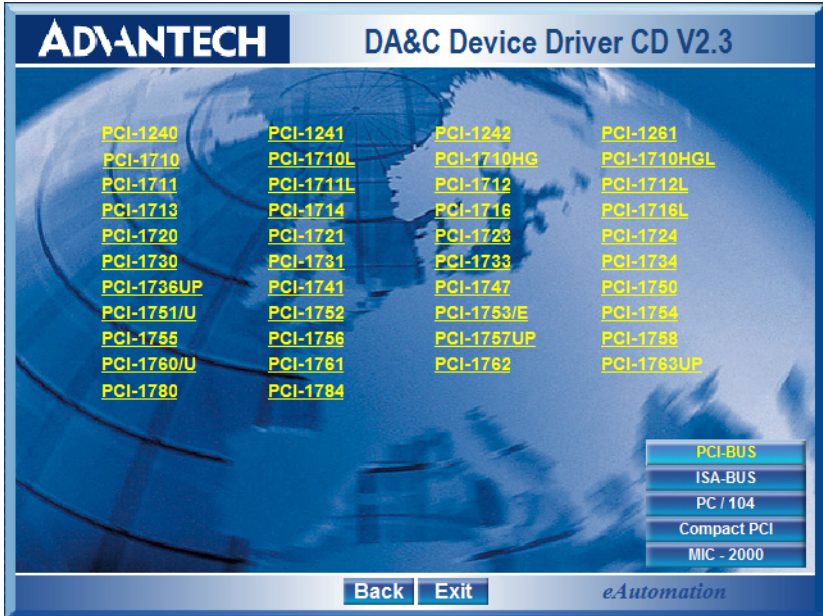 ADVANTECH DA&C Device Driver CD V2.3
PCI-1240 PCI-1241 PCI-1242 PCI-1261
PCI-1710 PCI-1710L PCI-1710HG PCI-1710HGL
PCI-1711 PCI-1711L PCI-1712 PCI-1712L
PCI-1713 PCI-1714 PCI-1716 PCI-1716L
PCI-1720 PCI-1721 PCI-1723 PCI-1724
PCI-1730 PCI-1731 PCI-1733 PCI-1734
PCI-1736UP PCI-1741 PCI-1747 PCI-1750
PCI-1751/U PCI-1752 PCI-1753/E PCI-1754
PCI-1755 PCI-1756 PCI-1757UP PCI-1758
PCI-1760/U PCI-1761 PCI-1762 PCI-1763UP
PCI-1780 PCI-1784
PCI-BUS
ISA-BUS
PC / 104
Compact PCI
MIC - 2000
Back Exit eAutomation